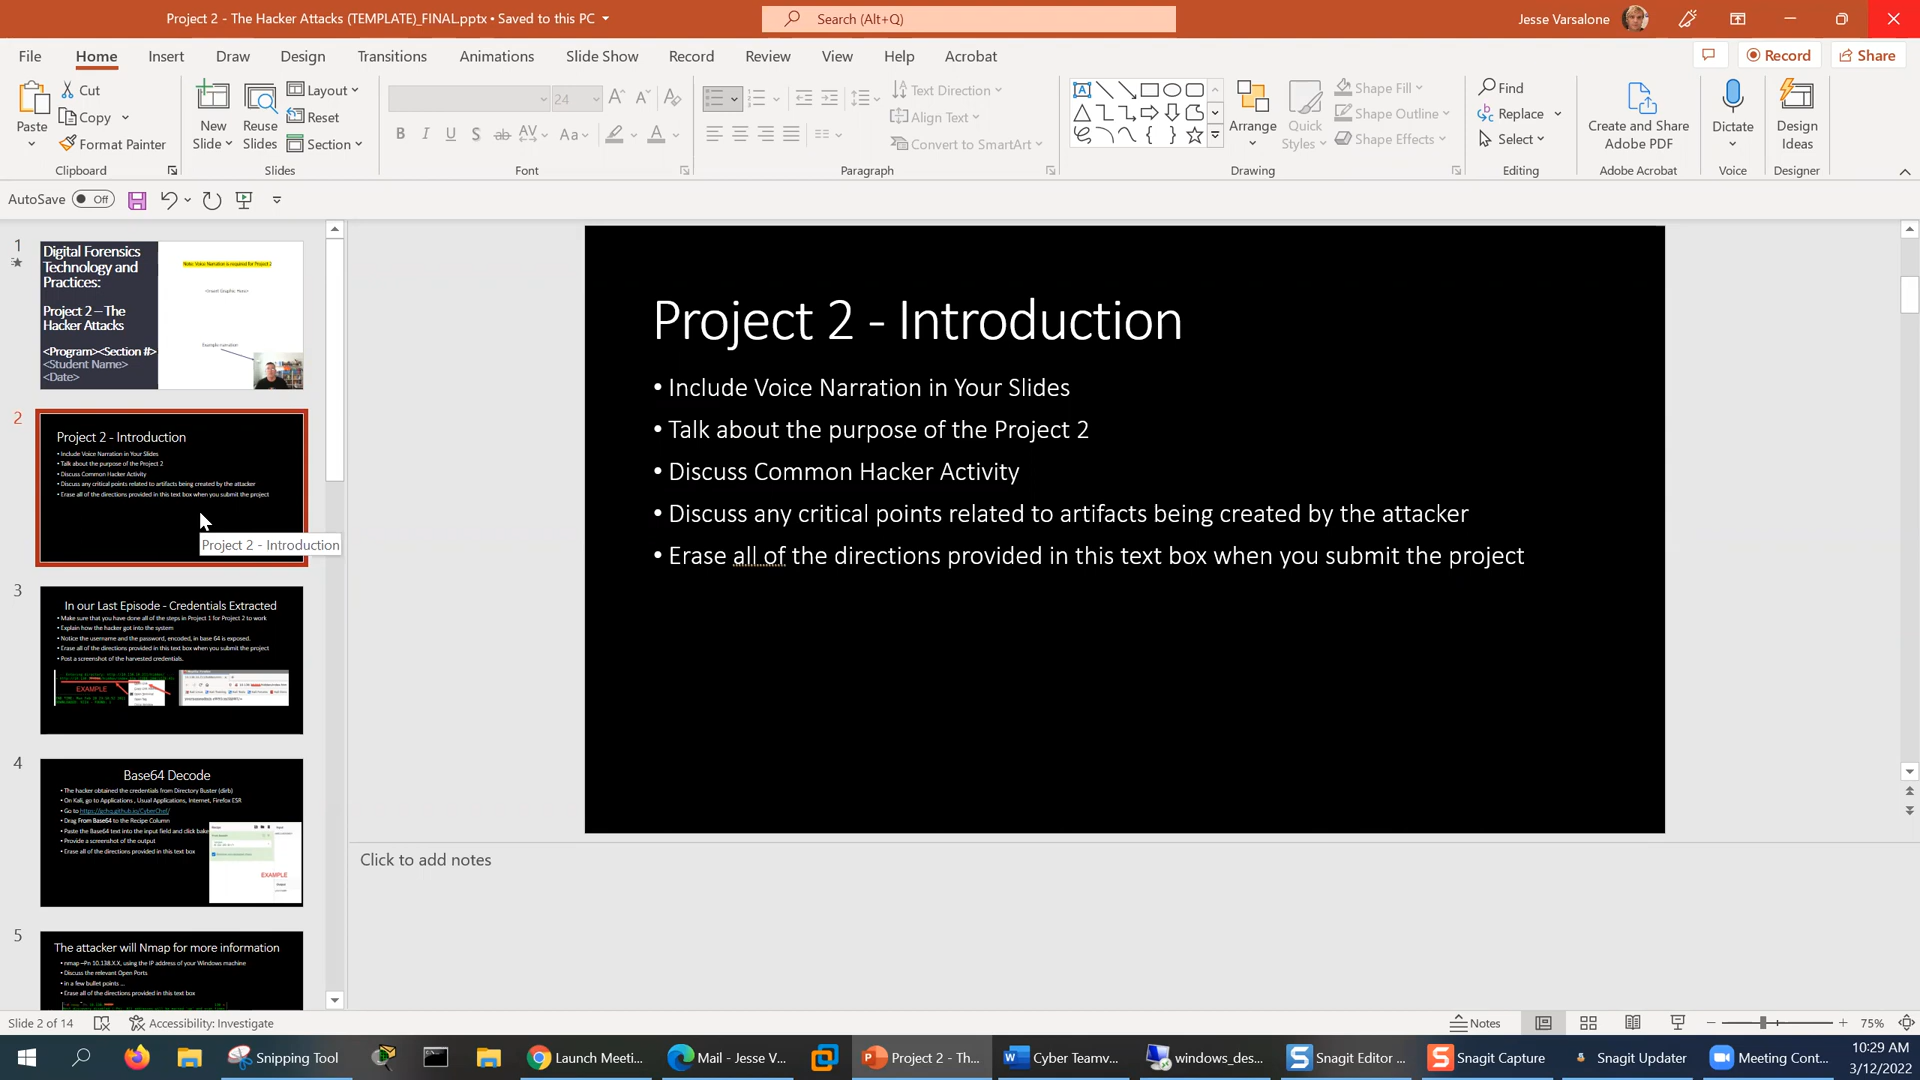 Project 2 - The Hacker Attacks (TEMPLATE)_FINAL.pptx • Saved to this PC
Search (Alt+Q)
Jesse Varsalone
File Home Insert Draw Design Transitions Animations Slide Show Record Review View Help Acrobat
Record
Share
Paste
Cut
Copy
Format Painter
Clipboard
New Slide
Reuse Slides
Layout
Reset
Section
Slides
24
Font
Paragraph
Text Direction
Align Text
Convert to SmartArt
Arrange
Quick Styles
Shape Fill
Shape Outline
Shape Effects
Drawing
Find
Replace
Select
Editing
Create and Share Adobe PDF
Adobe Acrobat
Dictate
Voice
Design Ideas
Designer
AutoSave Off
1
Digital Forensics
Technology and
Practices:
Project 2 – The
Hacker Attacks
<Program><Section #>
<Student Name>
<Date>
Note: Voice Narration is required for Project 2
<Insert Graphic Here>
Example narration
2
Project 2 - Introduction
• Include Voice Narration in Your Slides
• Talk about the purpose of the Project 2
• Discuss Common Hacker Activity
• Discuss any critical points related to artifacts being created by the attacker
• Erase all of the directions provided in this text box when you submit the project
Project 2 - Introduction
3
In our Last Episode - Credentials Extracted
• Make sure that you have done all of the steps in Project 1 for Project 2 to work
• Explain how the hacker got into the system
• Notice the username and the password, encoded, in base 64 is exposed.
• Erase all of the directions provided in this text box when you submit the project
• Post a screenshot of the harvested credentials.
EXAMPLE
4
Base64 Decode
• The hacker obtained the credentials from Directory Buster (dirb)
• On Kali, go to Applications , Usual Applications, Internet, Firefox ESR
• Go to https://gchq.github.io/CyberChef/
• Drag From Base64 to the Recipe Column
• Paste the Base64 text into the input field and click bake
• Provide a screenshot of the output
• Erase all of the directions provided in this text box
EXAMPLE
5
The attacker will Nmap for more information
• nmap –Pn 10.138.X.X, using the IP address of your Windows machine
• Discuss the relevant Open Ports
• in a few bullet points ...
• Erase all of the directions provided in this text box
Project 2 - Introduction
• Include Voice Narration in Your Slides
• Talk about the purpose of the Project 2
• Discuss Common Hacker Activity
• Discuss any critical points related to artifacts being created by the attacker
• Erase all of the directions provided in this text box when you submit the project
Click to add notes
Slide 2 of 14
Accessibility: Investigate
Notes
75%
Snipping Tool
Launch Meeti...
Mail - Jesse V...
Project 2 - Th...
Cyber Teamv...
windows_des...
Snagit Editor ...
Snagit Capture
Snagit Updater
Meeting Cont...
10:29 AM
3/12/2022